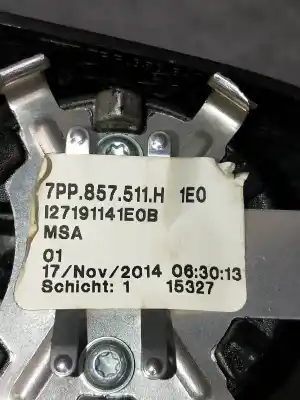 7PP.857.511.H 1E0
I27191141E0B
MSA
01
17/Nov/2014 06:30:13
Schicht: 1 15327